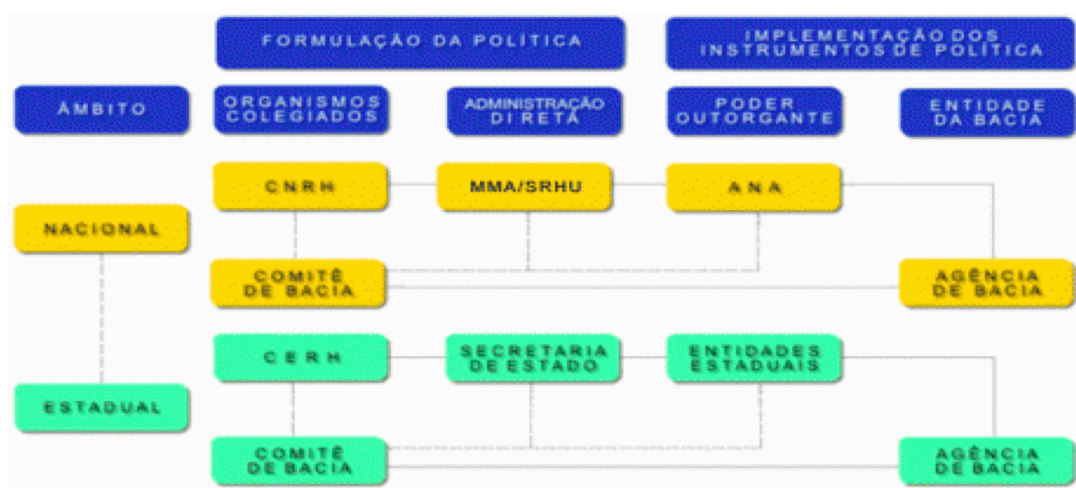 FORMULAÇÃO DA POLÍTICA
IMPLEMENTAÇÃO DOS
INSTRUMENTOS DE POLÍTICA
ÂMBITO
ORGANISMOS
COLEGIADOS
ADMINISTRAÇÃO
DIRETA
PODER
OUTORGANTE
ENTIDADE
DA BACIA
CNRH
MMA/SRHU
ANA
NACIONAL
COMITÊ
DE BACIA
AGÊNCIA
DE BACIA
CERH
SECRETARIA
DE ESTADO
ENTIDADES
ESTADUAIS
ESTADUAL
COMITÊ
DE BACIA
AGÊNCIA
DE BACIA